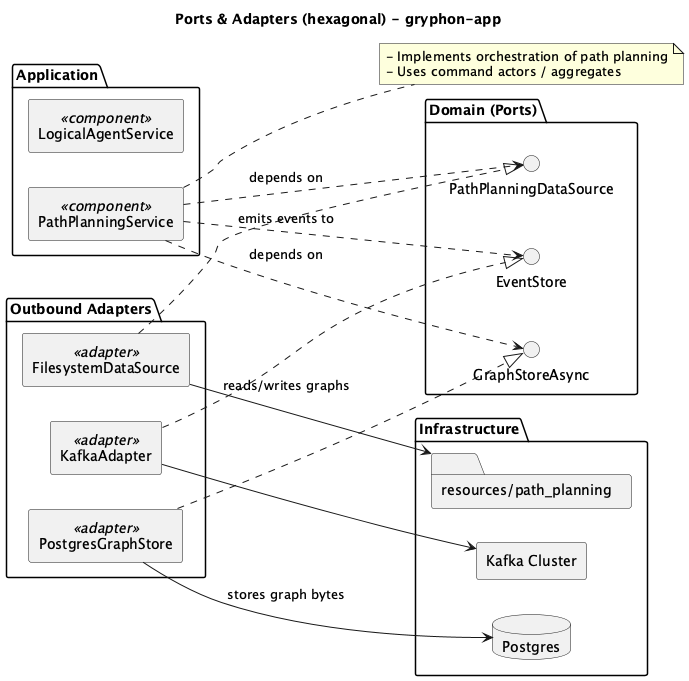 Ports & Adapters (hexagonal) - gryphon-app
- Implements orchestration of path planning
- Uses command actors / aggregates
Application
«component»
LogicalAgentService
«component»
PathPlanningService
Domain (Ports)
PathPlanningDataSource
EventStore
GraphStoreAsync
depends on
emits events to
depends on
Outbound Adapters
«adapter»
FilesystemDataSource
«adapter»
KafkaAdapter
«adapter»
PostgresGraphStore
reads/writes graphs
stores graph bytes
Infrastructure
resources/path_planning
Kafka Cluster
Postgres